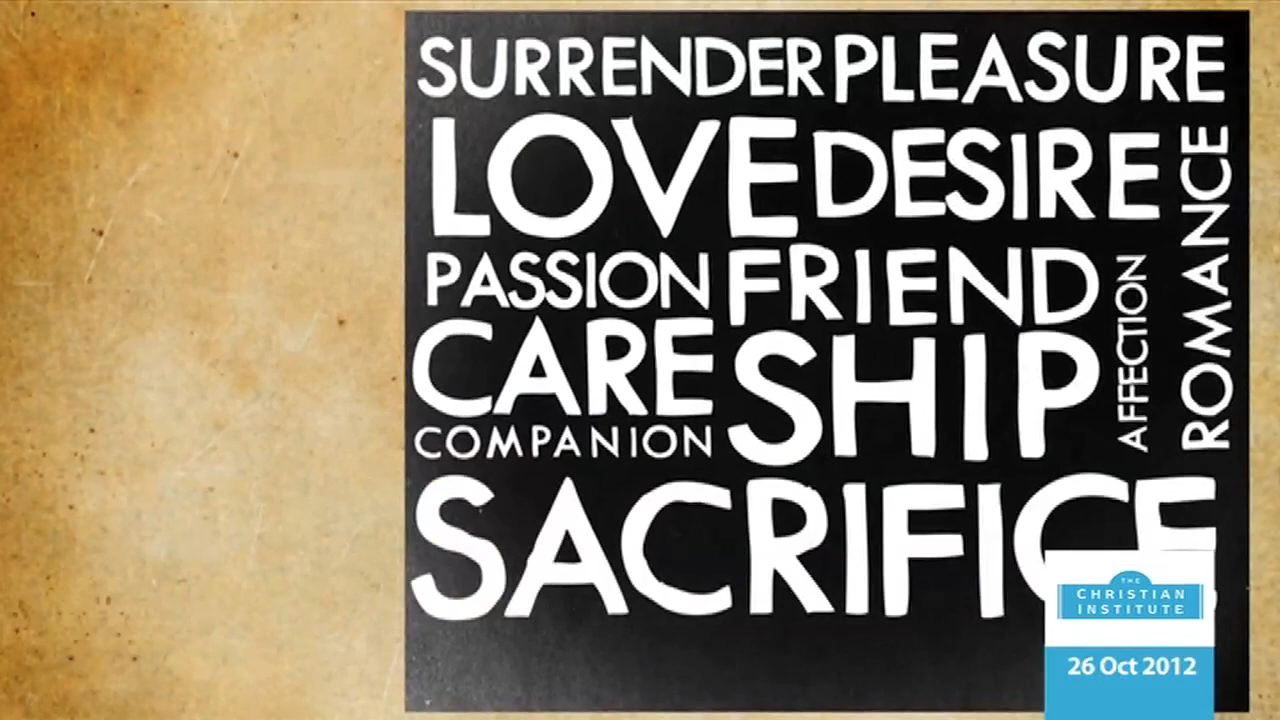 SURRENDER PLEASURE
LOVE DESIRE
ROMANCE
PASSION FRIEND
AFFECTION
CARE SHIP
COMPANION
SACRIFICE
THE
CHRISTIAN
INSTITUTE
26 Oct 2012